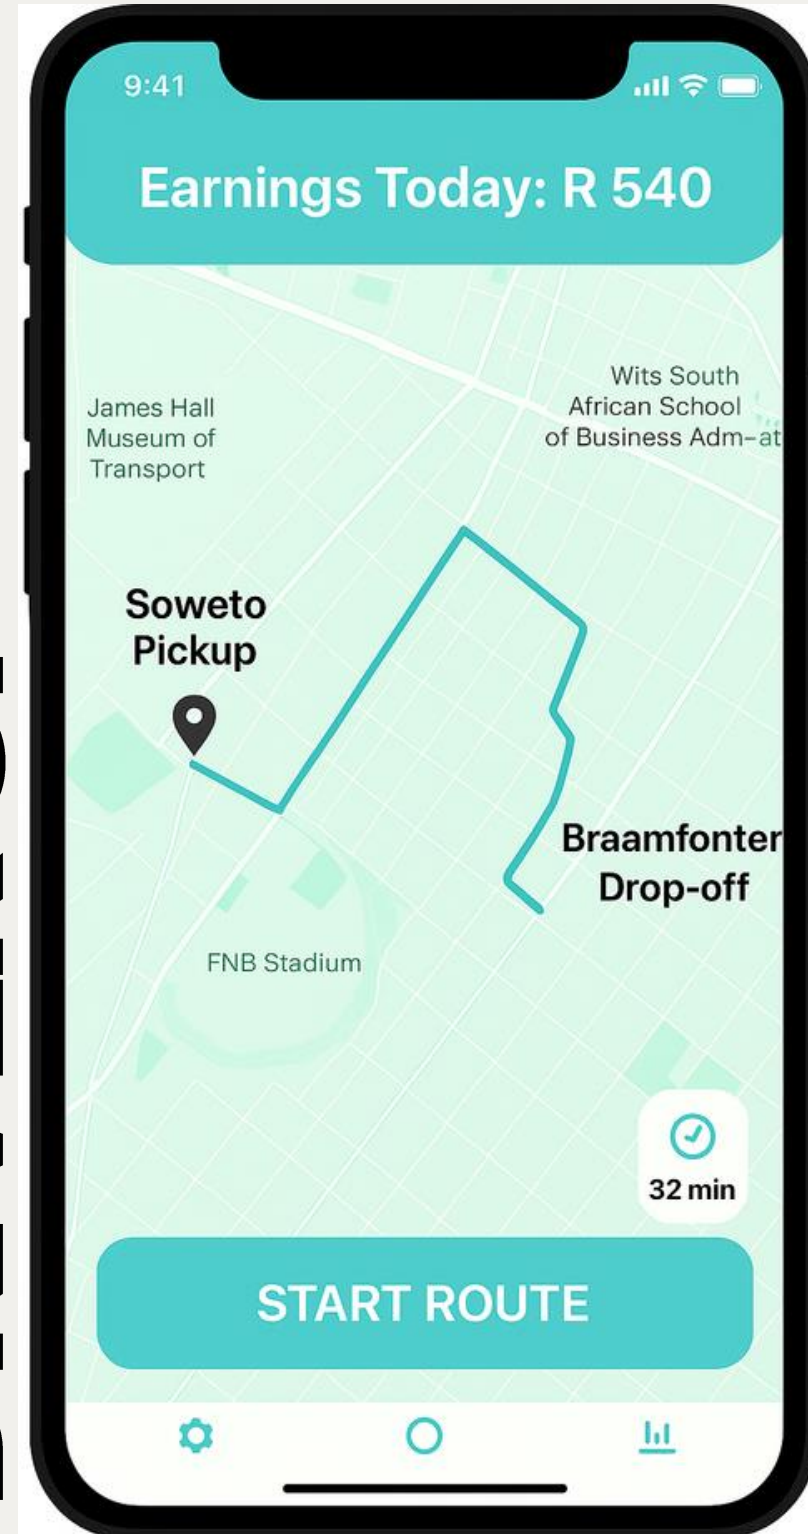 9:41
Earnings Today: R 540
Wits South
African School
of Business Adm-at
James Hall
Museum of
Transport
Soweto
Pickup
Braamfonter
Drop-off
FNB Stadium
32 min
START ROUTE